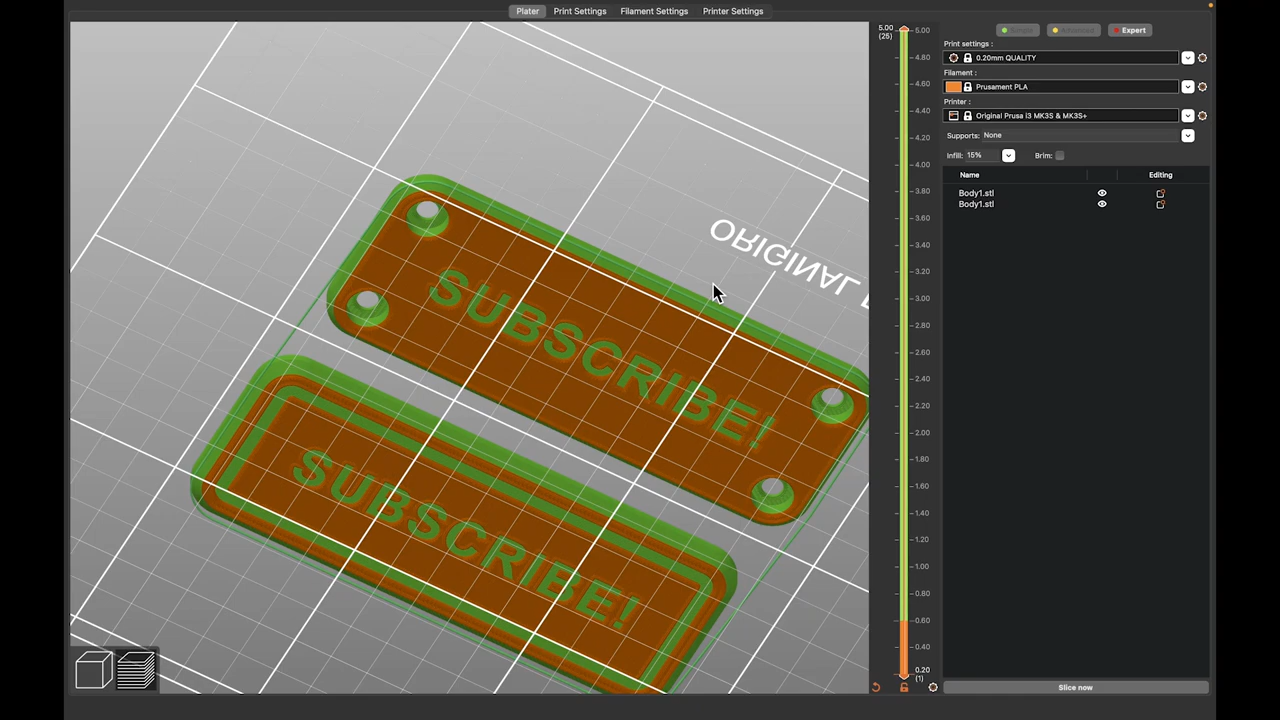 Plater Print Settings Filament Settings Printer Settings
Expert
Print settings :
0.20mm QUALITY
Filament :
Prusament PLA
Printer :
Original Prusa i3 MK3S & MK3S+
Supports: None
Infill: 15% Brim:
Name Editing
Body1.stl
Body1.stl
5.00
(25)
5.00
4.80
4.60
4.40
4.20
4.00
3.80
3.60
3.40
3.20
3.00
2.80
2.60
2.40
2.20
2.00
1.80
1.60
1.40
1.20
1.00
0.80
0.60
0.40
0.20
(1)
ORIGINAL
SUBSCRIBE!
SUBSCRIBE!
Slice now